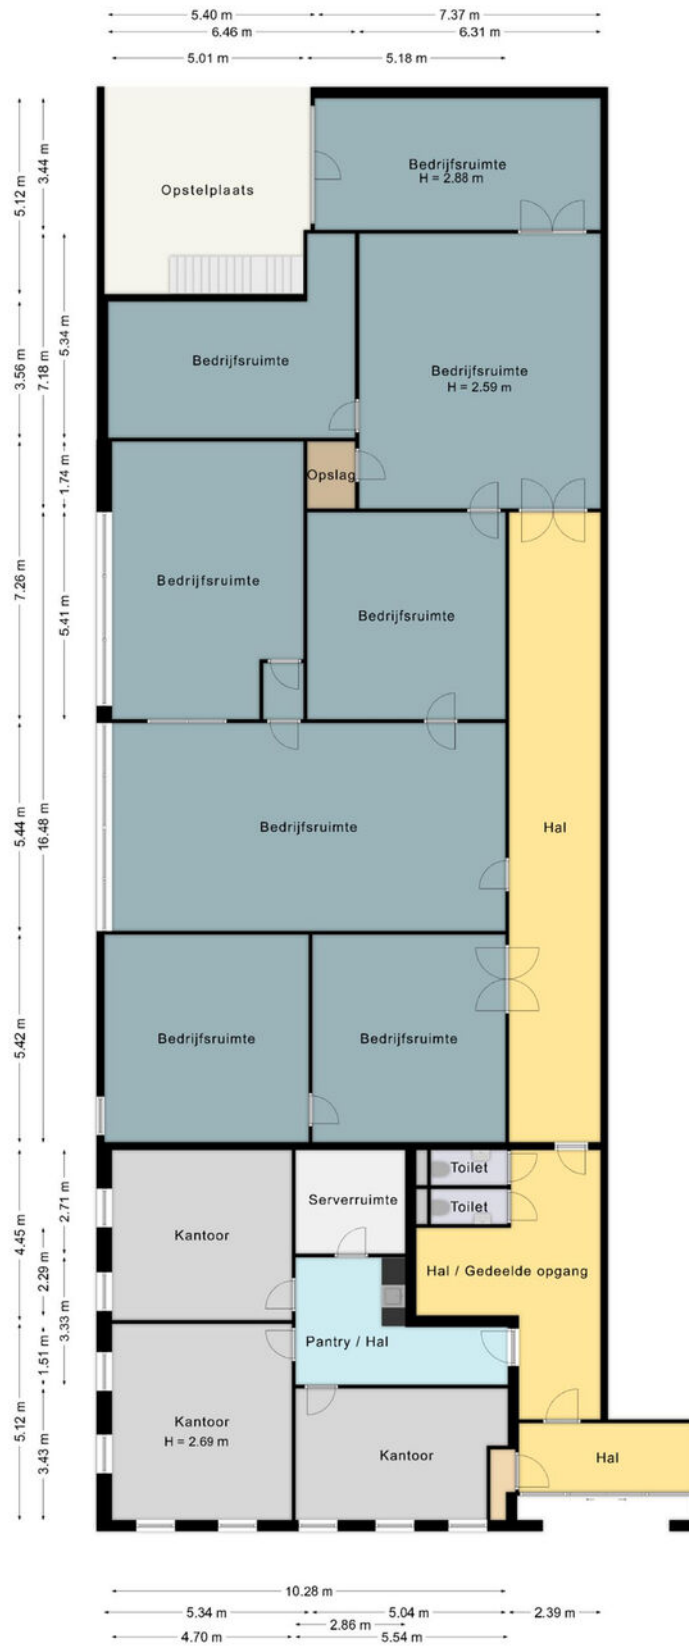 5.40 m 7.37 m
6.46 m 6.31 m
5.01 m 5.18 m
5.12 m
3.44 m
Opstelplaats
Bedrijfsruimte
H = 2.88 m
3.56 m
7.18 m
5.34 m
Bedrijfsruimte
Bedrijfsruimte
H = 2.59 m
1.74 m
Opslag
7.26 m
5.41 m
Bedrijfsruimte
Bedrijfsruimte
5.44 m
16.48 m
Bedrijfsruimte
Hal
5.42 m
Bedrijfsruimte
Bedrijfsruimte
4.45 m
2.71 m
2.29 m
3.33 m
Kantoor
Serverruimte
Toilet
Toilet
Hal / Gedeelde opgang
Pantry / Hal
1.51 m
5.12 m
3.43 m
Kantoor
H = 2.69 m
Kantoor
Hal
10.28 m
5.34 m 5.04 m 2.39 m
2.86 m
4.70 m 5.54 m